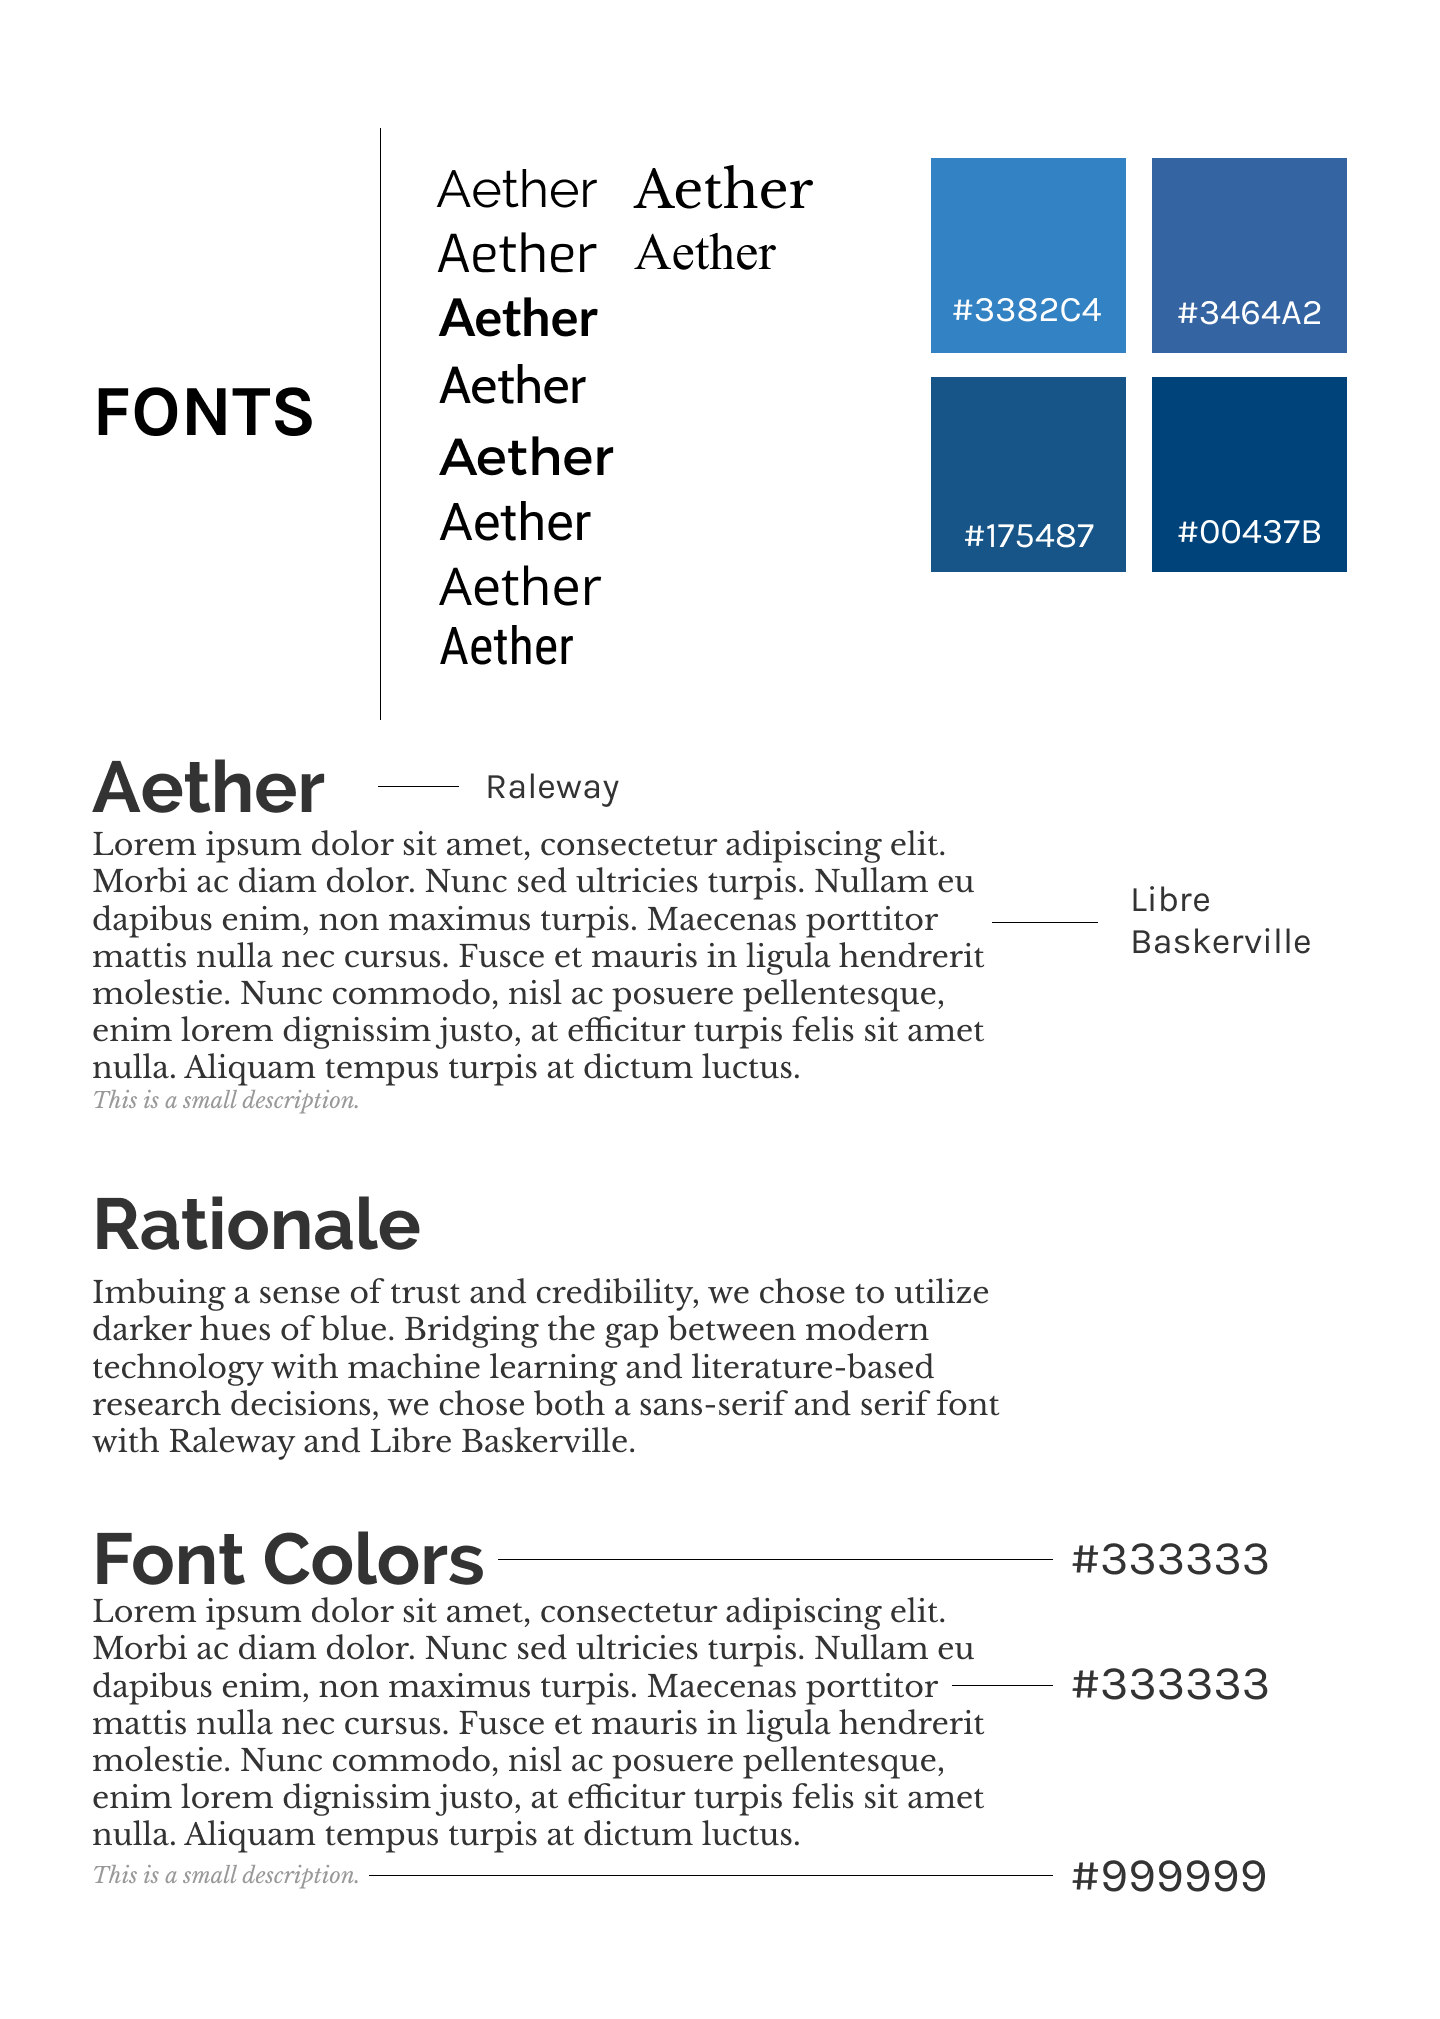 FONTS
Aether
Aether
Aether
Aether
Aether
Aether
Aether
Aether
Aether
Aether
#3382C4
#3464A2
#175487
#00437B
Aether
Raleway
Lorem ipsum dolor sit amet, consectetur adipiscing elit.
Morbi ac diam dolor. Nunc sed ultricies turpis. Nullam eu
dapibus enim, non maximus turpis. Maecenas porttitor
mattis nulla nec cursus. Fusce et mauris in ligula hendrerit
molestie. Nunc commodo, nisl ac posuere pellentesque,
enim lorem dignissim justo, at efficitur turpis felis sit amet
nulla. Aliquam tempus turpis at dictum luctus.
This is a small description.
Libre
Baskerville
Rationale
Imbuing a sense of trust and credibility, we chose to utilize
darker hues of blue. Bridging the gap between modern
technology with machine learning and literature-based
research decisions, we chose both a sans-serif and serif font
with Raleway and Libre Baskerville.
Font Colors
#333333
Lorem ipsum dolor sit amet, consectetur adipiscing elit.
Morbi ac diam dolor. Nunc sed ultricies turpis. Nullam eu
dapibus enim, non maximus turpis. Maecenas porttitor
mattis nulla nec cursus. Fusce et mauris in ligula hendrerit
molestie. Nunc commodo, nisl ac posuere pellentesque,
enim lorem dignissim justo, at efficitur turpis felis sit amet
nulla. Aliquam tempus turpis at dictum luctus.
#333333
This is a small description.
#999999